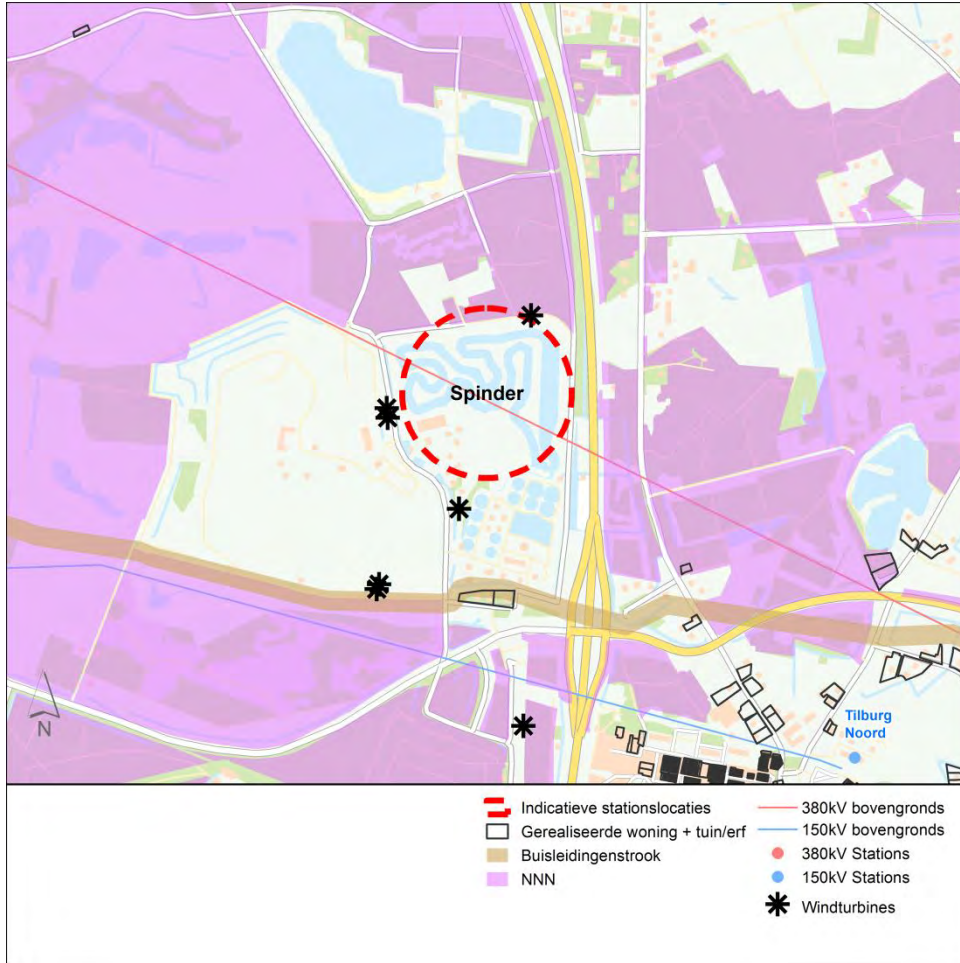 Spinder
N
Tilburg
Noord
Indicatieve stationslocaties
Gerealiseerde woning + tuin/erf
Buisleidingenstrook
NNN
380kV bovengronds
150kV bovengronds
380kV Stations
150kV Stations
Windturbines